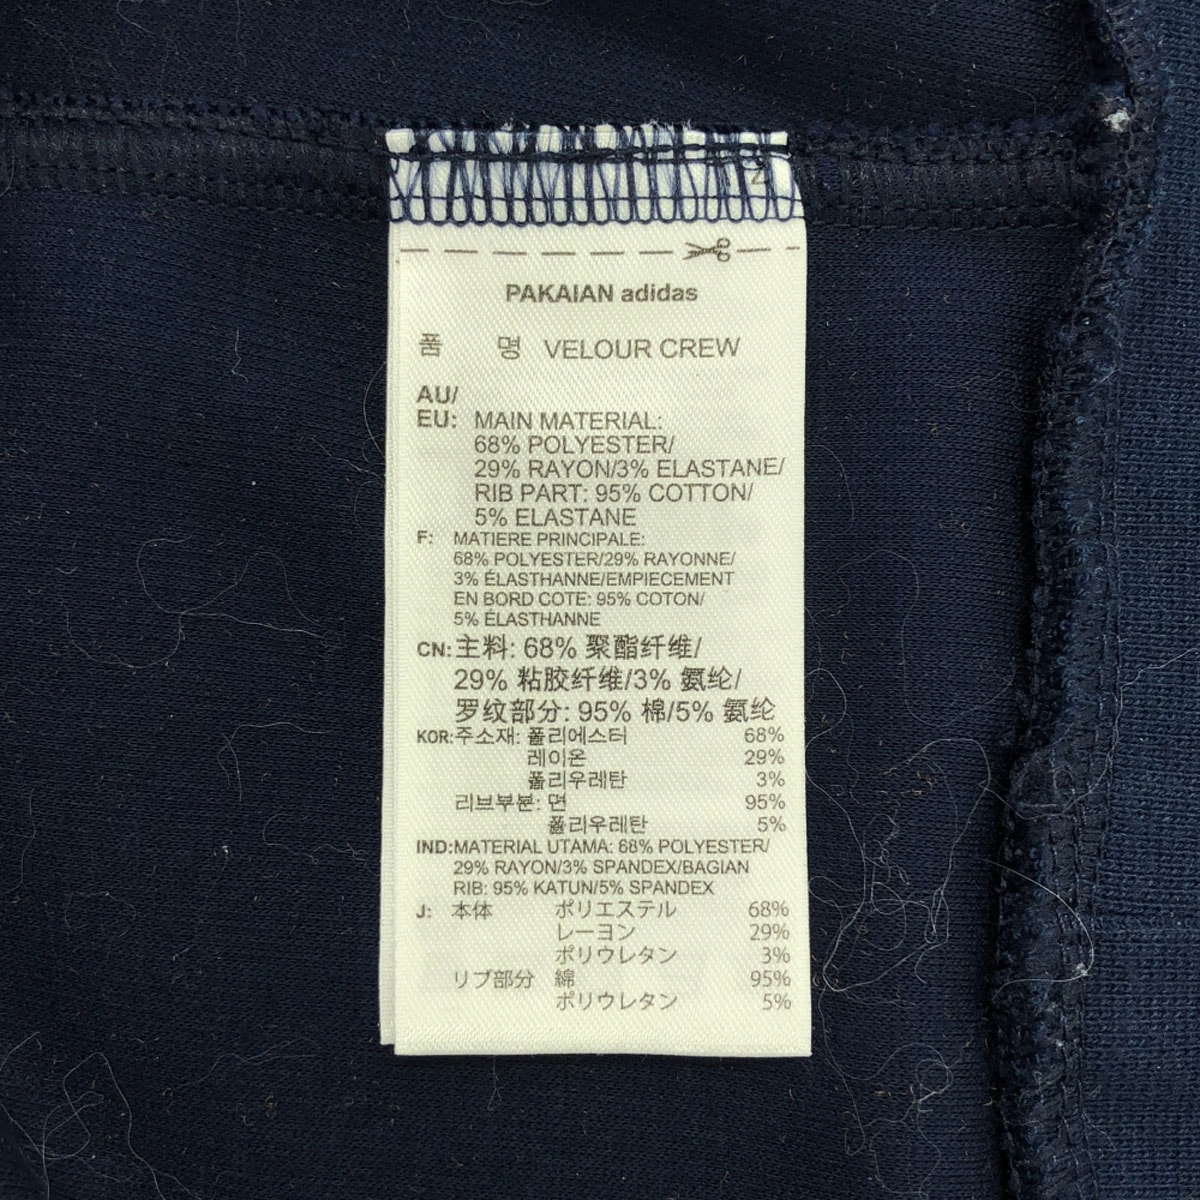 PAKAIAN adidas
품 명 VELOUR CREW
AU/
EU: MAIN MATERIAL:
68% POLYESTER/
29% RAYON/3% ELASTANE/
RIB PART: 95% COTTON/
5% ELASTANE
F: MATIERE PRINCIPALE:
68% POLYESTER/29% RAYONNE/
3% ÉLASTHANNE/EMPIECEMENT
EN BORD COTE: 95% COTON/
5% ÉLASTHANNE
CN: 主料: 68% 聚酯纤维/
29% 粘胶纤维/3% 氨纶/
罗纹部分: 95% 棉/5% 氨纶
KOR: 주소재: 폴리에스터 68%
레이온 29%
폴리우레탄 3%
리브부분: 면 95%
폴리우레탄 5%
IND: MATERIAL UTAMA: 68% POLYESTER/
29% RAYON/3% SPANDEX/BAGIAN
RIB: 95% KATUN/5% SPANDEX
J: 本体 ポリエステル 68%
レーヨン 29%
ポリウレタン 3%
リブ部分 綿 95%
ポリウレタン 5%